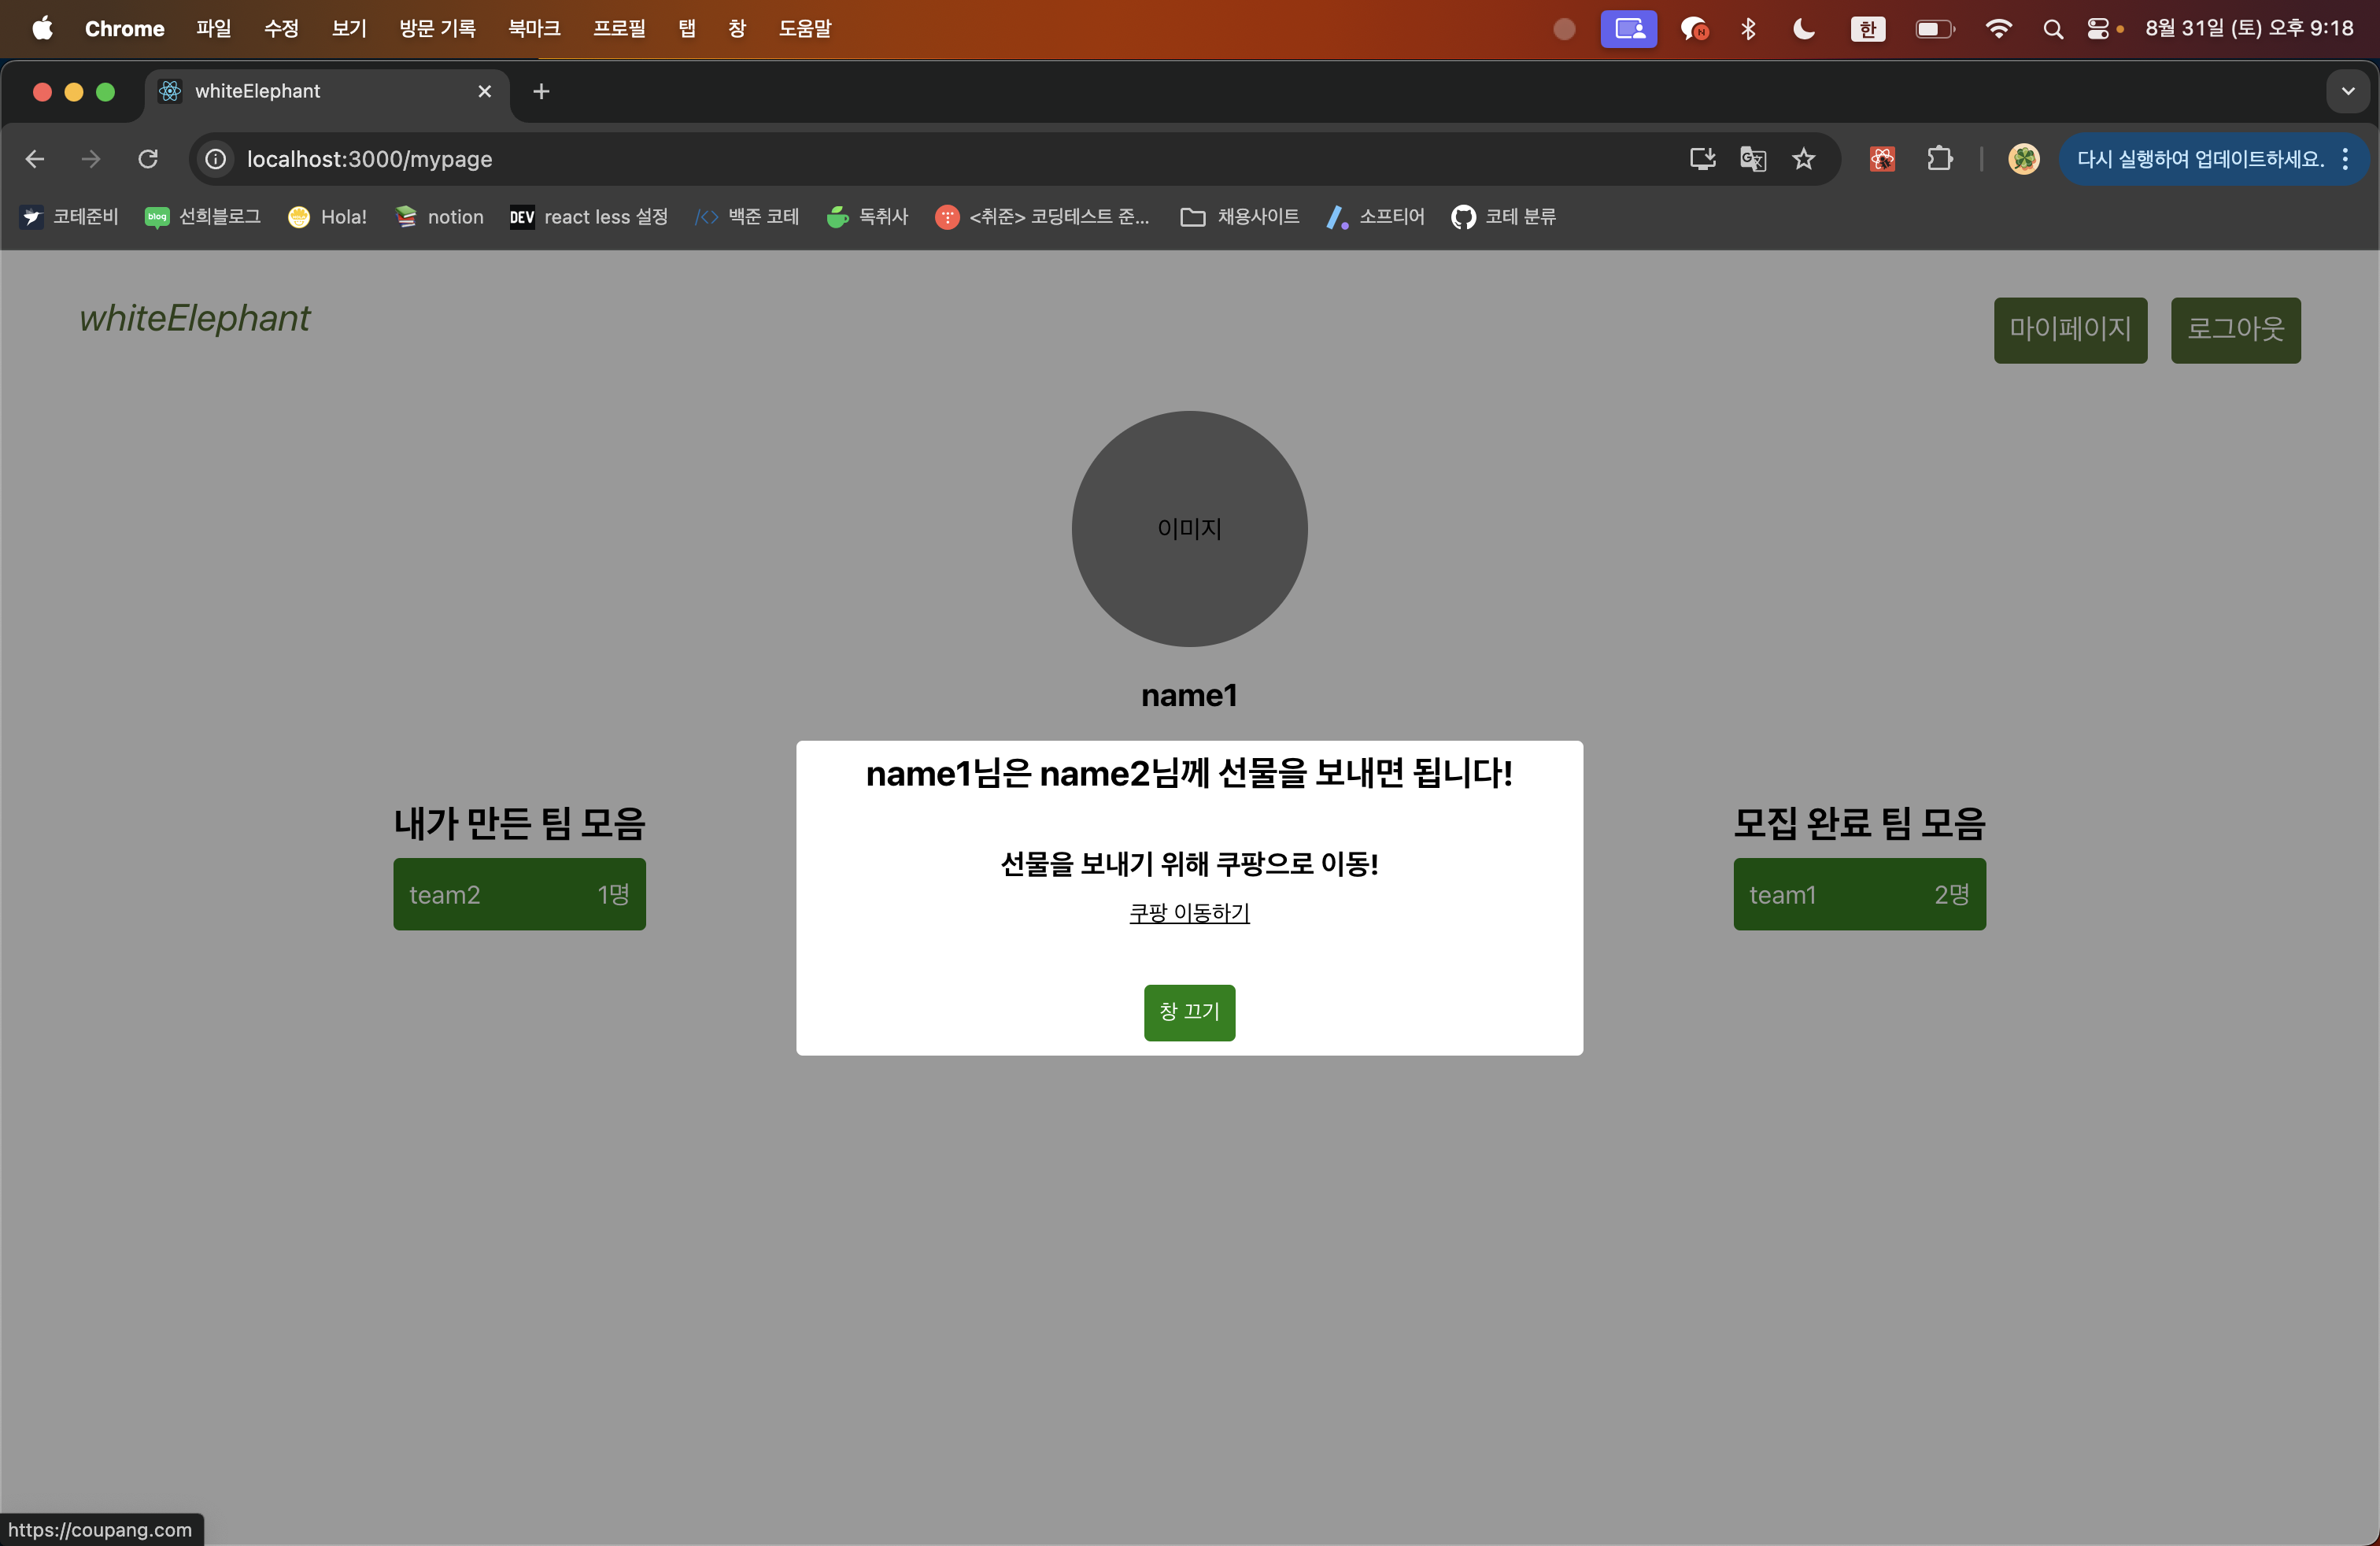 Chrome 파일 수정 보기 방문 기록 북마크 프로필 탭 창 도움말 N 한 8월 31일 (토) 오후 9:18
whiteElephant
localhost:3000/mypage 다시 실행하여 업데이트하세요.
코테준비 blog 선희블로그 Hola! notion DEV react less 설정 백준 코테 독취사 <취준> 코딩테스트 준... 채용사이트 소프티어 코테 분류
whiteElephant 마이페이지 로그아웃
이미지
name1
name1님은 name2님께 선물을 보내면 됩니다!
선물을 보내기 위해 쿠팡으로 이동!
쿠팡 이동하기
창 끄기
내가 만든 팀 모음
team2 1명
모집 완료 팀 모음
team1 2명
https://coupang.com